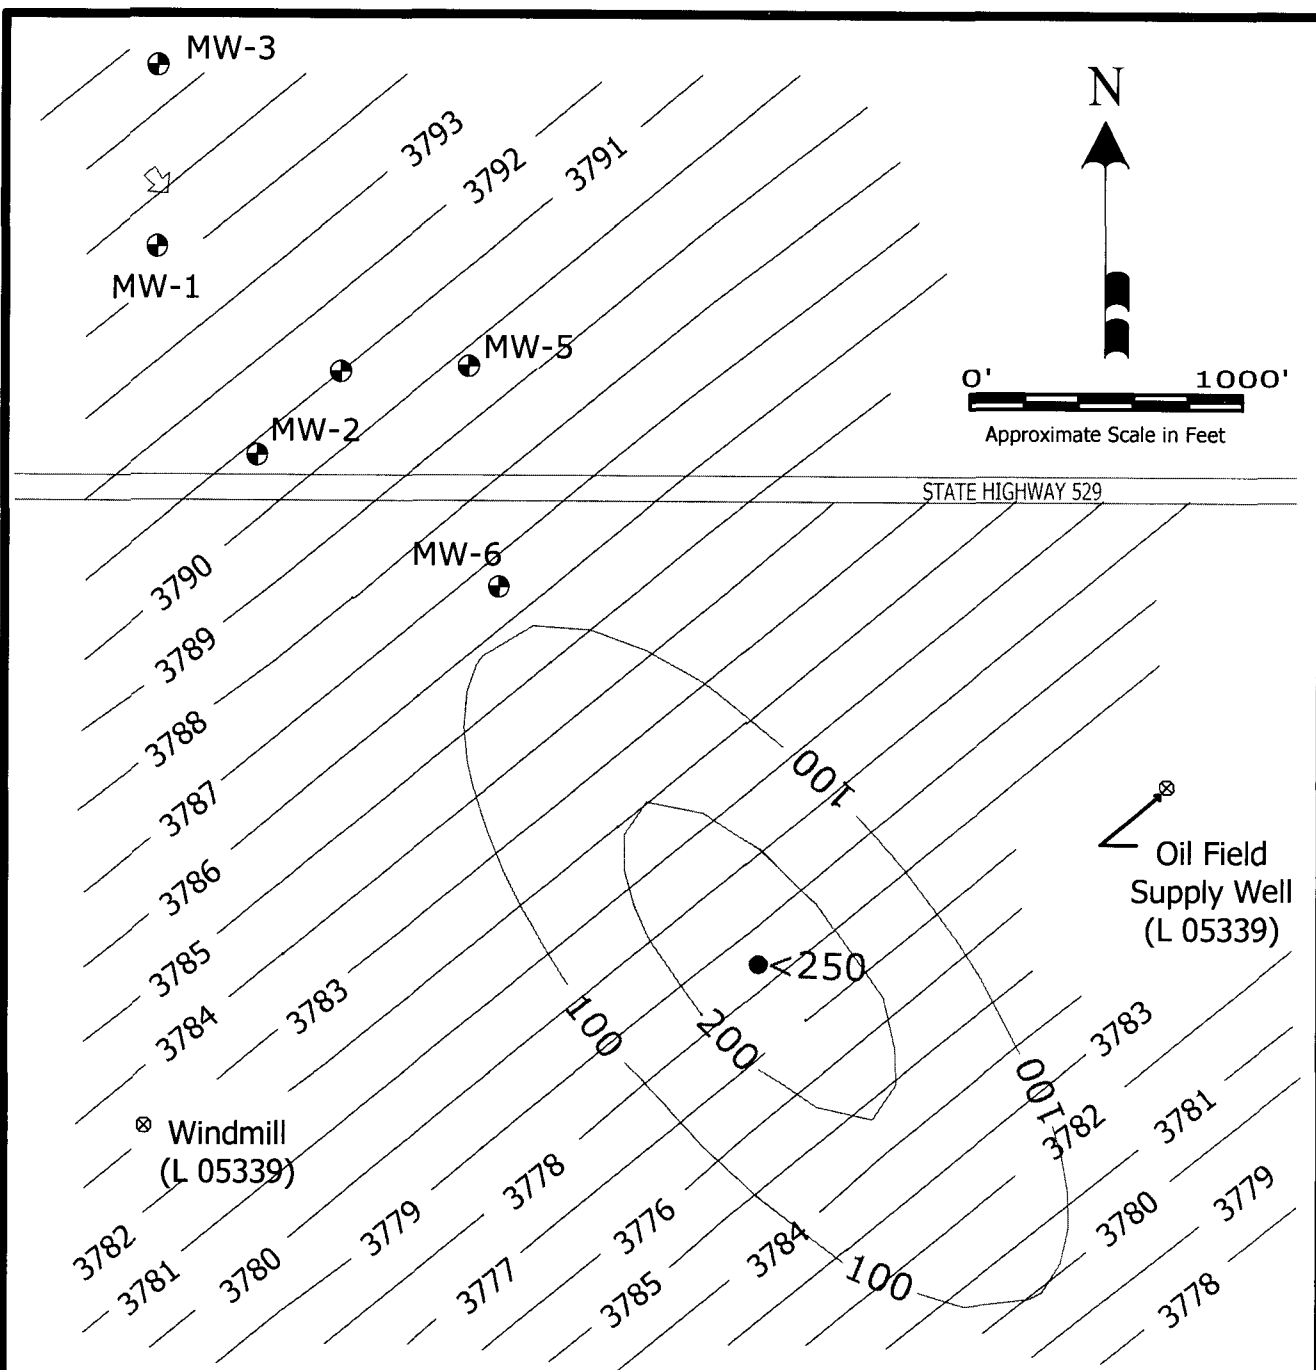 MW-3
N
3793
3792
3791
MW-1
MW-5
0' 1000'
Approximate Scale in Feet
MW-2
STATE HIGHWAY 529
MW-6
3790
3789
3788
100
3787
Oil Field
Supply Well
(L 05339)
3786
3785
<250
3783
3784
100
200
3783
100
3782
3781
Windmill
(L 05339)
3778
3779
3776
3780
3779
3782
3784
3781
3780
3777
100
3785
3778